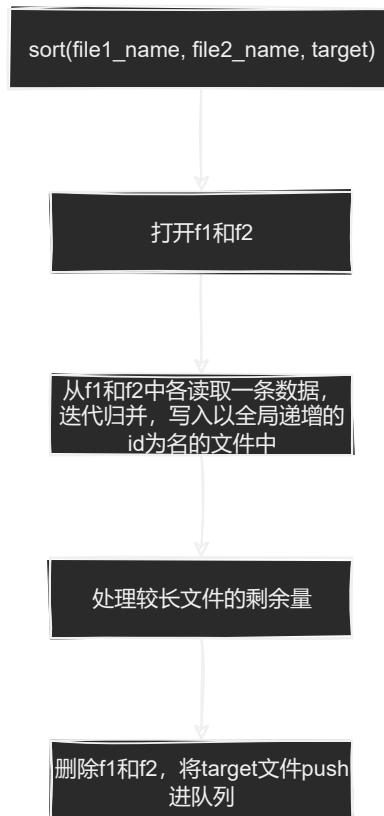 sort(file1_name, file2_name, target)
打开f1和f2
从f1和f2中各读取一条数据，
迭代归并，写入以全局递增的
id为名的文件中
处理较长文件的剩余量
删除f1和f2，将target文件push
进队列